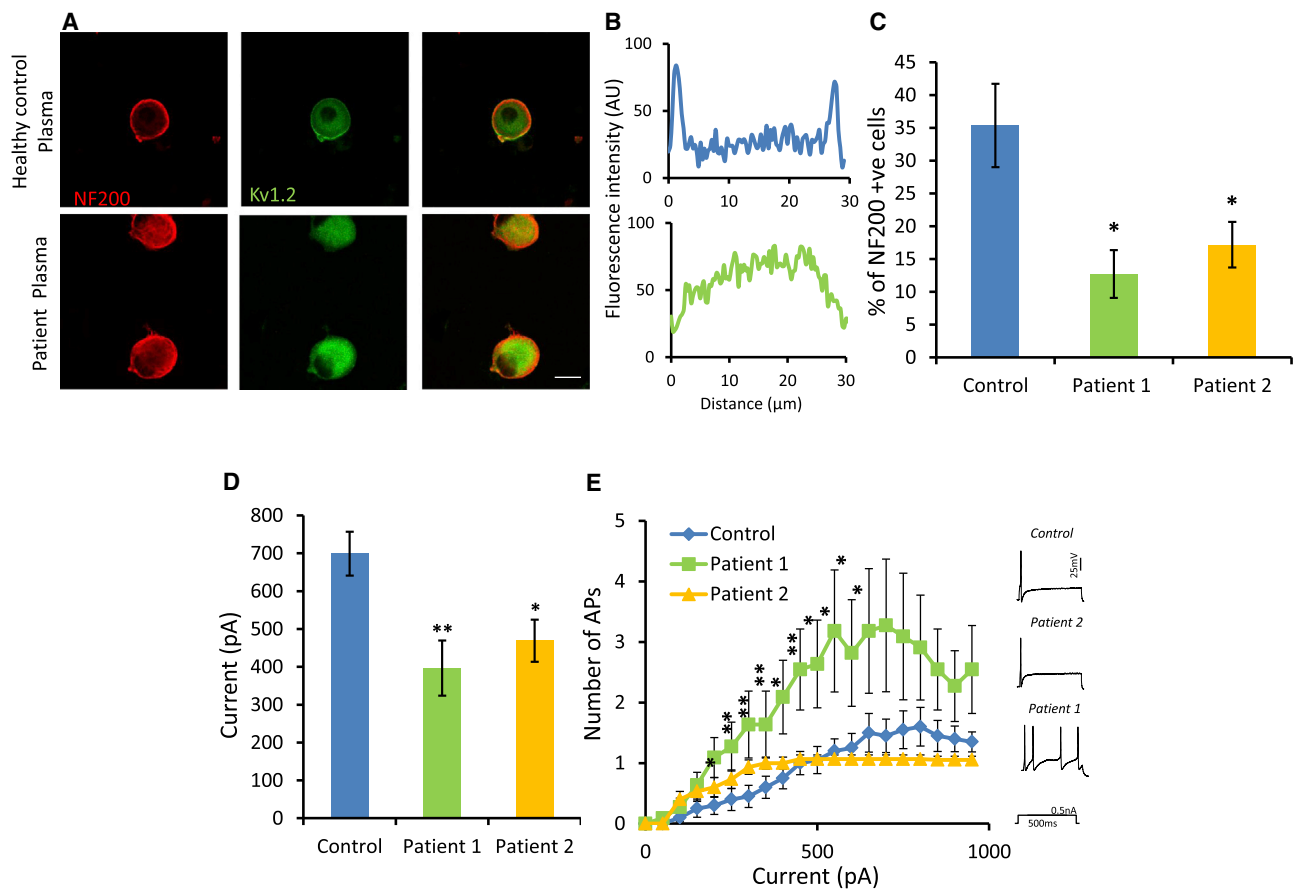 A
Healthy control
Plasma
NF200
Kv1.2
Patient Plasma
B
Fluorescence intensity (AU)
100
50
0
0 10 20 30
100
50
0
0 10 20 30
Distance (µm)
C
% of NF200 +ve cells
45
40
35
30
25
20
15
10
5
0
*
*
Control Patient 1 Patient 2
D
Current (pA)
800
700
600
500
400
300
200
100
0
**
*
Control Patient 1 Patient 2
E
Number of APs
5
4
3
2
1
0
Control
Patient 1
Patient 2
*
**
**
**
*
**
*
*
*
*
0 500 1000
Current (pA)
Control
25mV
Patient 2
Patient 1
0.5nA
500ms